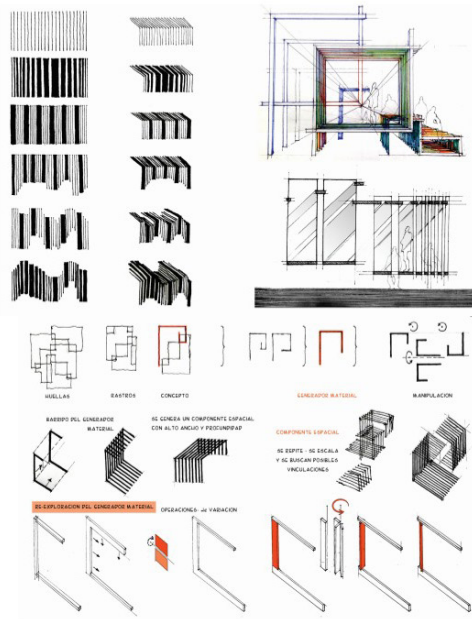 HUELLAS
RASTROS
CONCEPTO
GENERADOR MATERIAL
MANIPULACION
BARRIDO DEL GENERADOR
MATERIAL
SE GENERA UN COMPONENTE ESPACIAL
CON ALTO ANCHO Y PROFUNDIDAD
COMPONENTE ESPACIAL
SE REPITE - SE ESCALA
Y SE BUSCAN POSIBLES
VINCULACIONES
RE-EXPLORACION DEL GENERADOR MATERIAL
OPERACIONES- de VARIACION